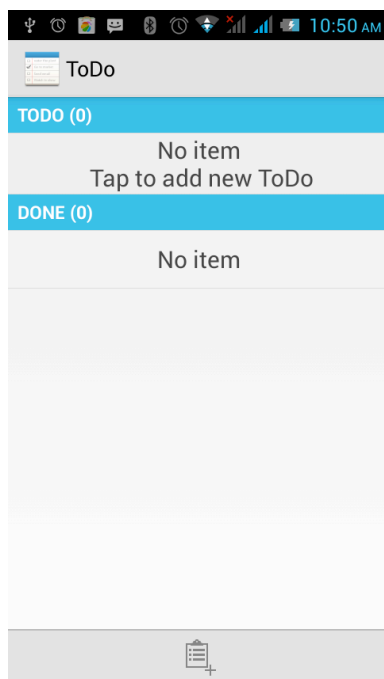 10:50 AM
ToDo
TODO (0)
No item
Tap to add new ToDo
DONE (0)
No item